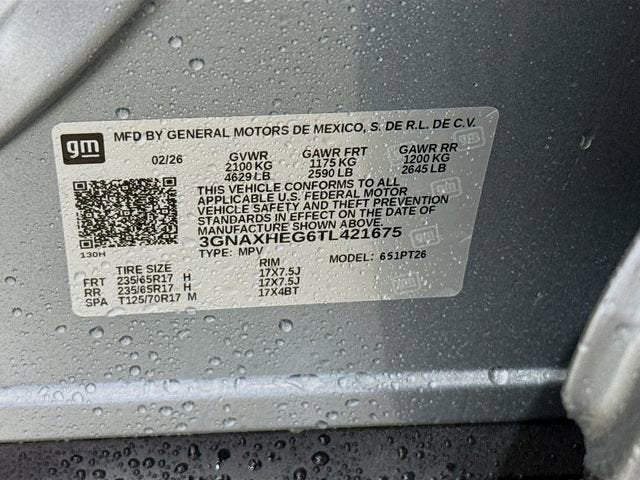 gm
MFD BY GENERAL MOTORS DE MEXICO, S. DE R.L. DE C.V.
02/26 GVWR GAWR FRT GAWR RR
2100 KG 1175 KG 1200 KG
4629 LB 2590 LB 2645 LB
THIS VEHICLE CONFORMS TO ALL
APPLICABLE U.S. FEDERAL MOTOR
VEHICLE SAFETY AND THEFT PREVENTION
STANDARDS IN EFFECT ON THE DATE OF
MANUFACTURE SHOWN ABOVE.
3GNAXHEG6TL421675
130H TYPE: MPV MODEL: 651PT26
TIRE SIZE RIM
FRT 235/65R17 H 17X7.5J
RR 235/65R17 H 17X7.5J
SPA T125/70R17 M 17X4BT